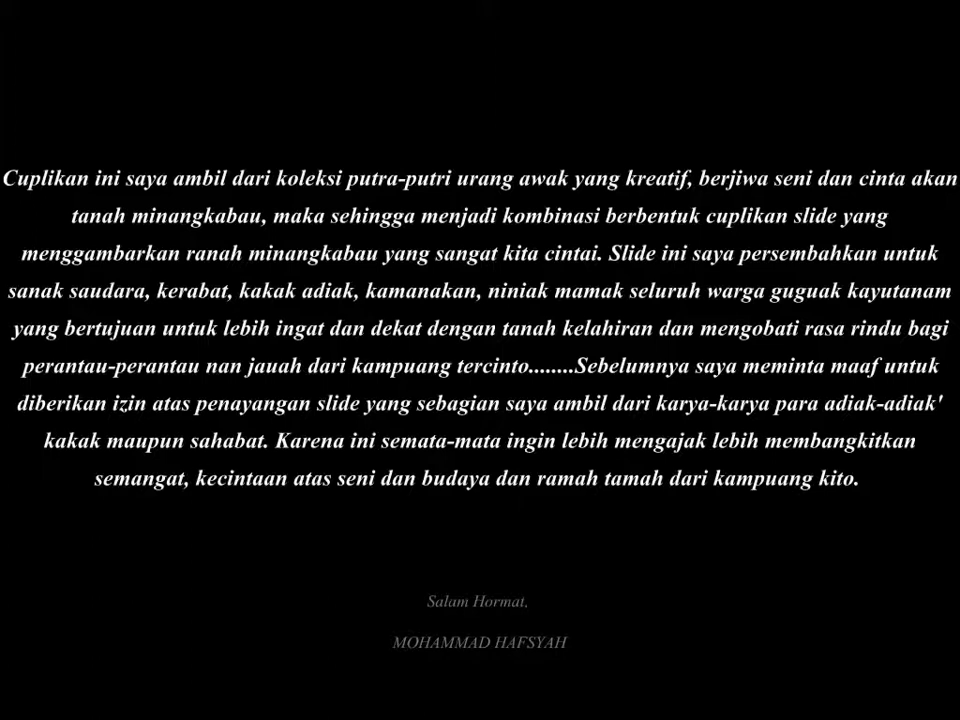 Cuplikan ini saya ambil dari koleksi putra-putri urang awak yang kreatif, berjiwa seni dan cinta akan
tanah minangkabau, maka sehingga menjadi kombinasi berbentuk cuplikan slide yang
menggambarkan ranah minangkabau yang sangat kita cintai. Slide ini saya persembahkan untuk
sanak saudara, kerabat, kakak adiak, kamanakan, niniak mamak seluruh warga guguak kayutanam
yang bertujuan untuk lebih ingat dan dekat dengan tanah kelahiran dan mengobati rasa rindu bagi
perantau-perantau nan jauah dari kampuang tercinto........Sebelumnya saya meminta maaf untuk
diberikan izin atas penayangan slide yang sebagian saya ambil dari karya-karya para adiak-adiak'
kakak maupun sahabat. Karena ini semata-mata ingin lebih mengajak lebih membangkitkan
semangat, kecintaan atas seni dan budaya dan ramah tamah dari kampuang kito.
Salam Hormat,
MOHAMMAD HAFSYAH